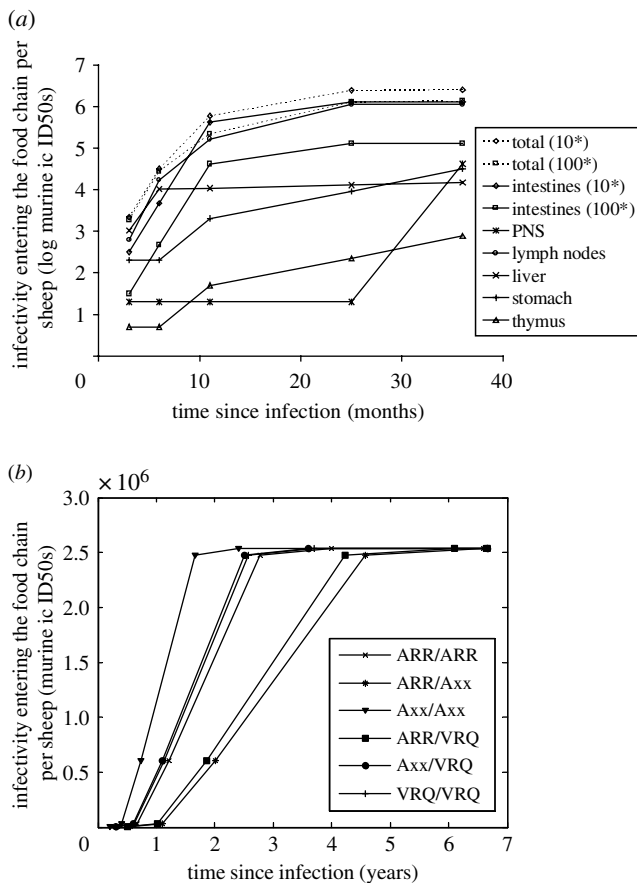 (a)
infectivity entering the food chain per
sheep (log murine ic ID50s)
7
6
5
4
3
2
1
0
10
20
30
40
time since infection (months)
total (10*)
total (100*)
intestines (10*)
intestines (100*)
PNS
lymph nodes
liver
stomach
thymus
(b)
× 10⁶
infectivity entering the food chain
per sheep (murine ic ID50s)
3.0
2.5
2.0
1.5
1.0
0.5
0
1
2
3
4
5
6
7
time since infection (years)
ARR/ARR
ARR/Axx
Axx/Axx
ARR/VRQ
Axx/VRQ
VRQ/VRQ